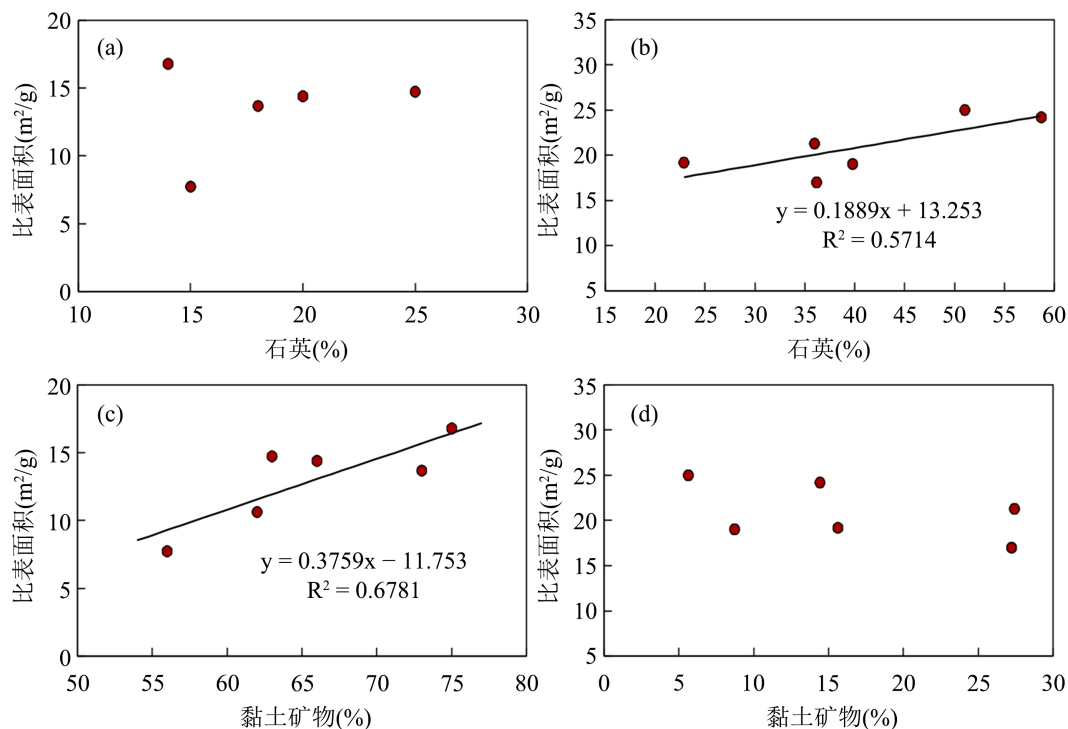 (a)
比表面积(m²/g)
20
15
10
5
0
10 15 20 25 30
石英(%)
(b)
比表面积(m²/g)
35
30
25
20
15
10
5
y = 0.1889x + 13.253
R² = 0.5714
15 20 25 30 35 40 45 50 55 60
石英(%)
(c)
比表面积(m²/g)
20
15
10
5
0
y = 0.3759x − 11.753
R² = 0.6781
50 55 60 65 70 75 80
黏土矿物(%)
(d)
比表面积(m²/g)
35
30
25
20
15
10
5
0 5 10 15 20 25 30
黏土矿物(%)